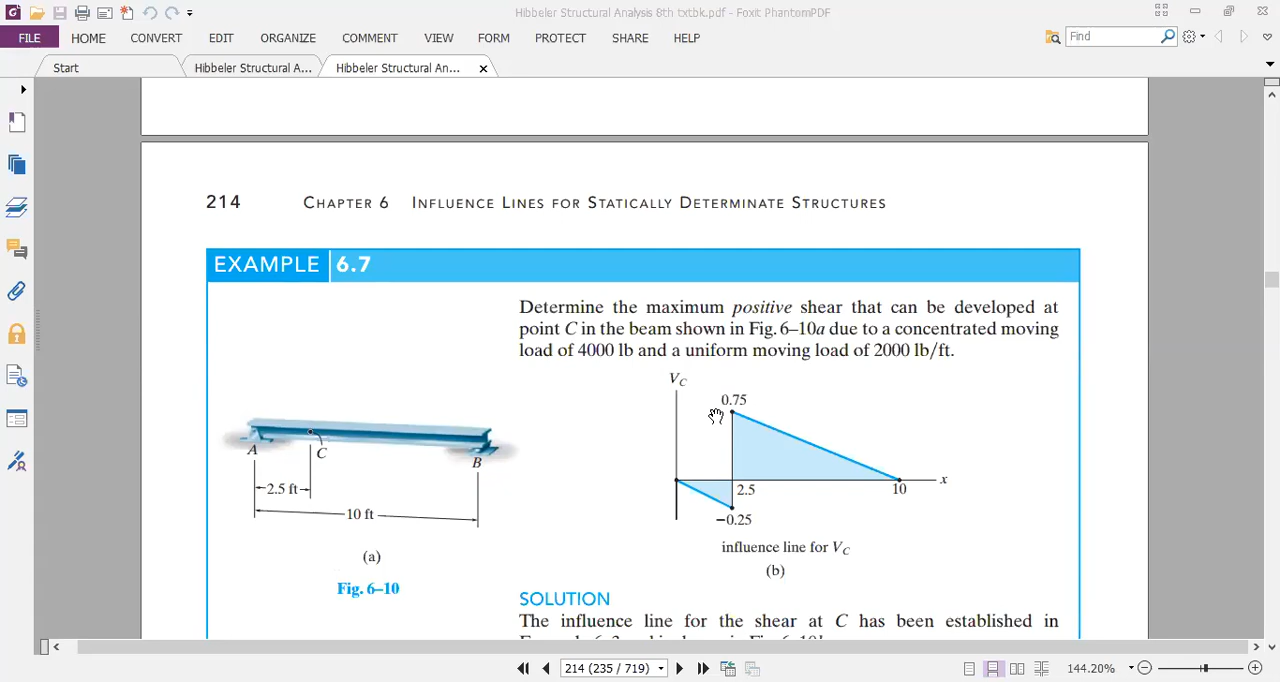 Hibbeler Structural Analysis 8th txtbk.pdf - Foxit PhantomPDF
FILE HOME CONVERT EDIT ORGANIZE COMMENT VIEW FORM PROTECT SHARE HELP
Find
Start
Hibbeler Structural A...
Hibbeler Structural An...
214 CHAPTER 6 INFLUENCE LINES FOR STATICALLY DETERMINATE STRUCTURES
EXAMPLE 6.7
Determine the maximum positive shear that can be developed at
point C in the beam shown in Fig. 6–10a due to a concentrated moving
load of 4000 lb and a uniform moving load of 2000 lb/ft.
A
C
B
2.5 ft
10 ft
(a)
Fig. 6–10
VC
0.75
2.5
10
x
−0.25
influence line for VC
(b)
SOLUTION
The influence line for the shear at C has been established in
214 (235 / 719)
144.20%